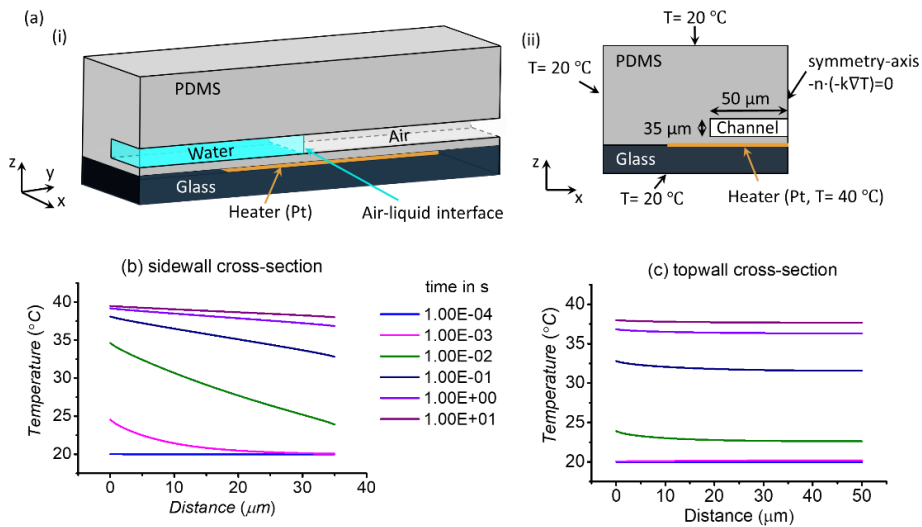 (a)
(i)
PDMS
Water
Air
Glass
Heater (Pt)
Air-liquid interface
z
y
x
(ii)
T= 20 °C
T= 20 °C
PDMS
symmetry-axis
-n·(-k∇T)=0
50 µm
35 µm
Channel
Glass
T= 20 °C
Heater (Pt, T= 40 °C)
z
x
(b) sidewall cross-section
Temperature (°C)
40
35
30
25
20
0
10
20
30
40
Distance (µm)
time in s
1.00E-04
1.00E-03
1.00E-02
1.00E-01
1.00E+00
1.00E+01
(c) topwall cross-section
Temperature (°C)
40
35
30
25
20
0
10
20
30
40
50
Distance (µm)